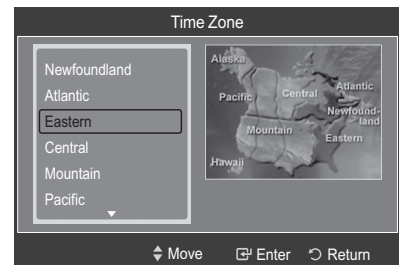 Time Zone
Newfoundland
Atlantic
Eastern
Central
Mountain
Pacific
Alaska
Pacific
Central
Atlantic
Newfound-
land
Mountain
Eastern
Hawaii
Move Enter Return